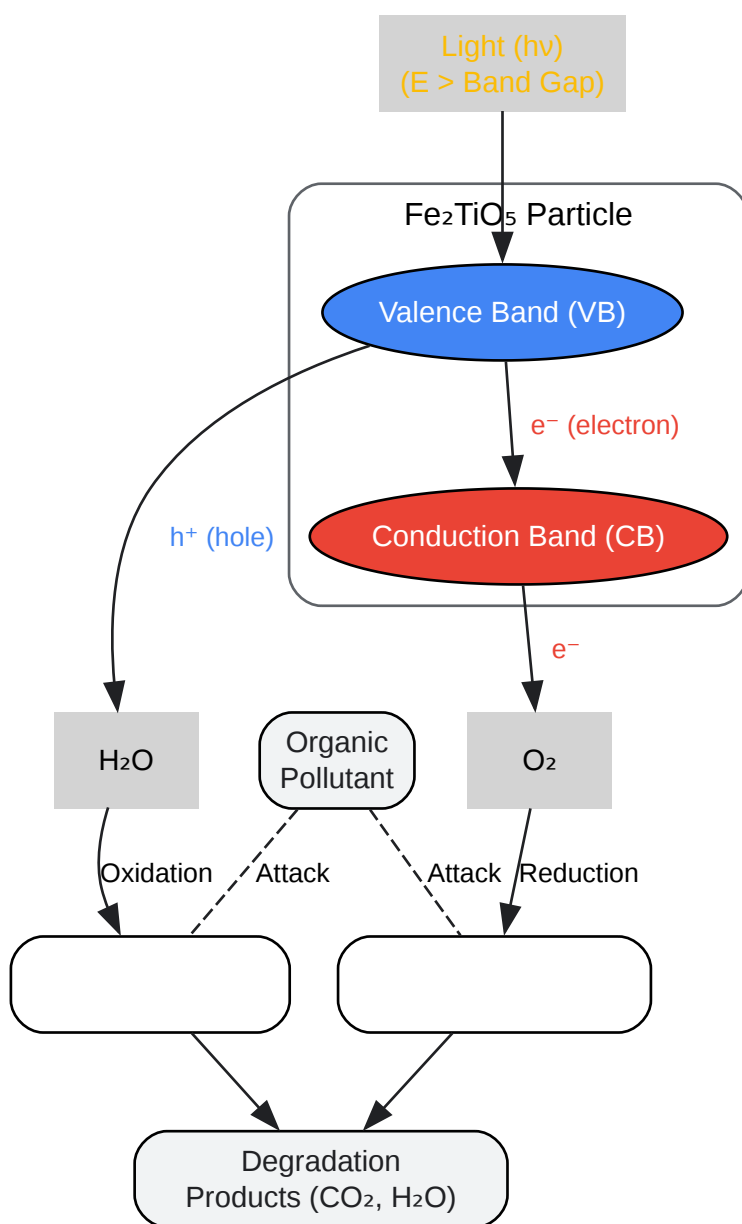 Light (hν)
(E > Band Gap)
Fe₂TiO₅ Particle
Valence Band (VB)
e⁻ (electron)
h⁺ (hole)
Conduction Band (CB)
e⁻
H₂O
Organic
Pollutant
O₂
Oxidation
Attack
Attack
Reduction
Degradation
Products (CO₂, H₂O)